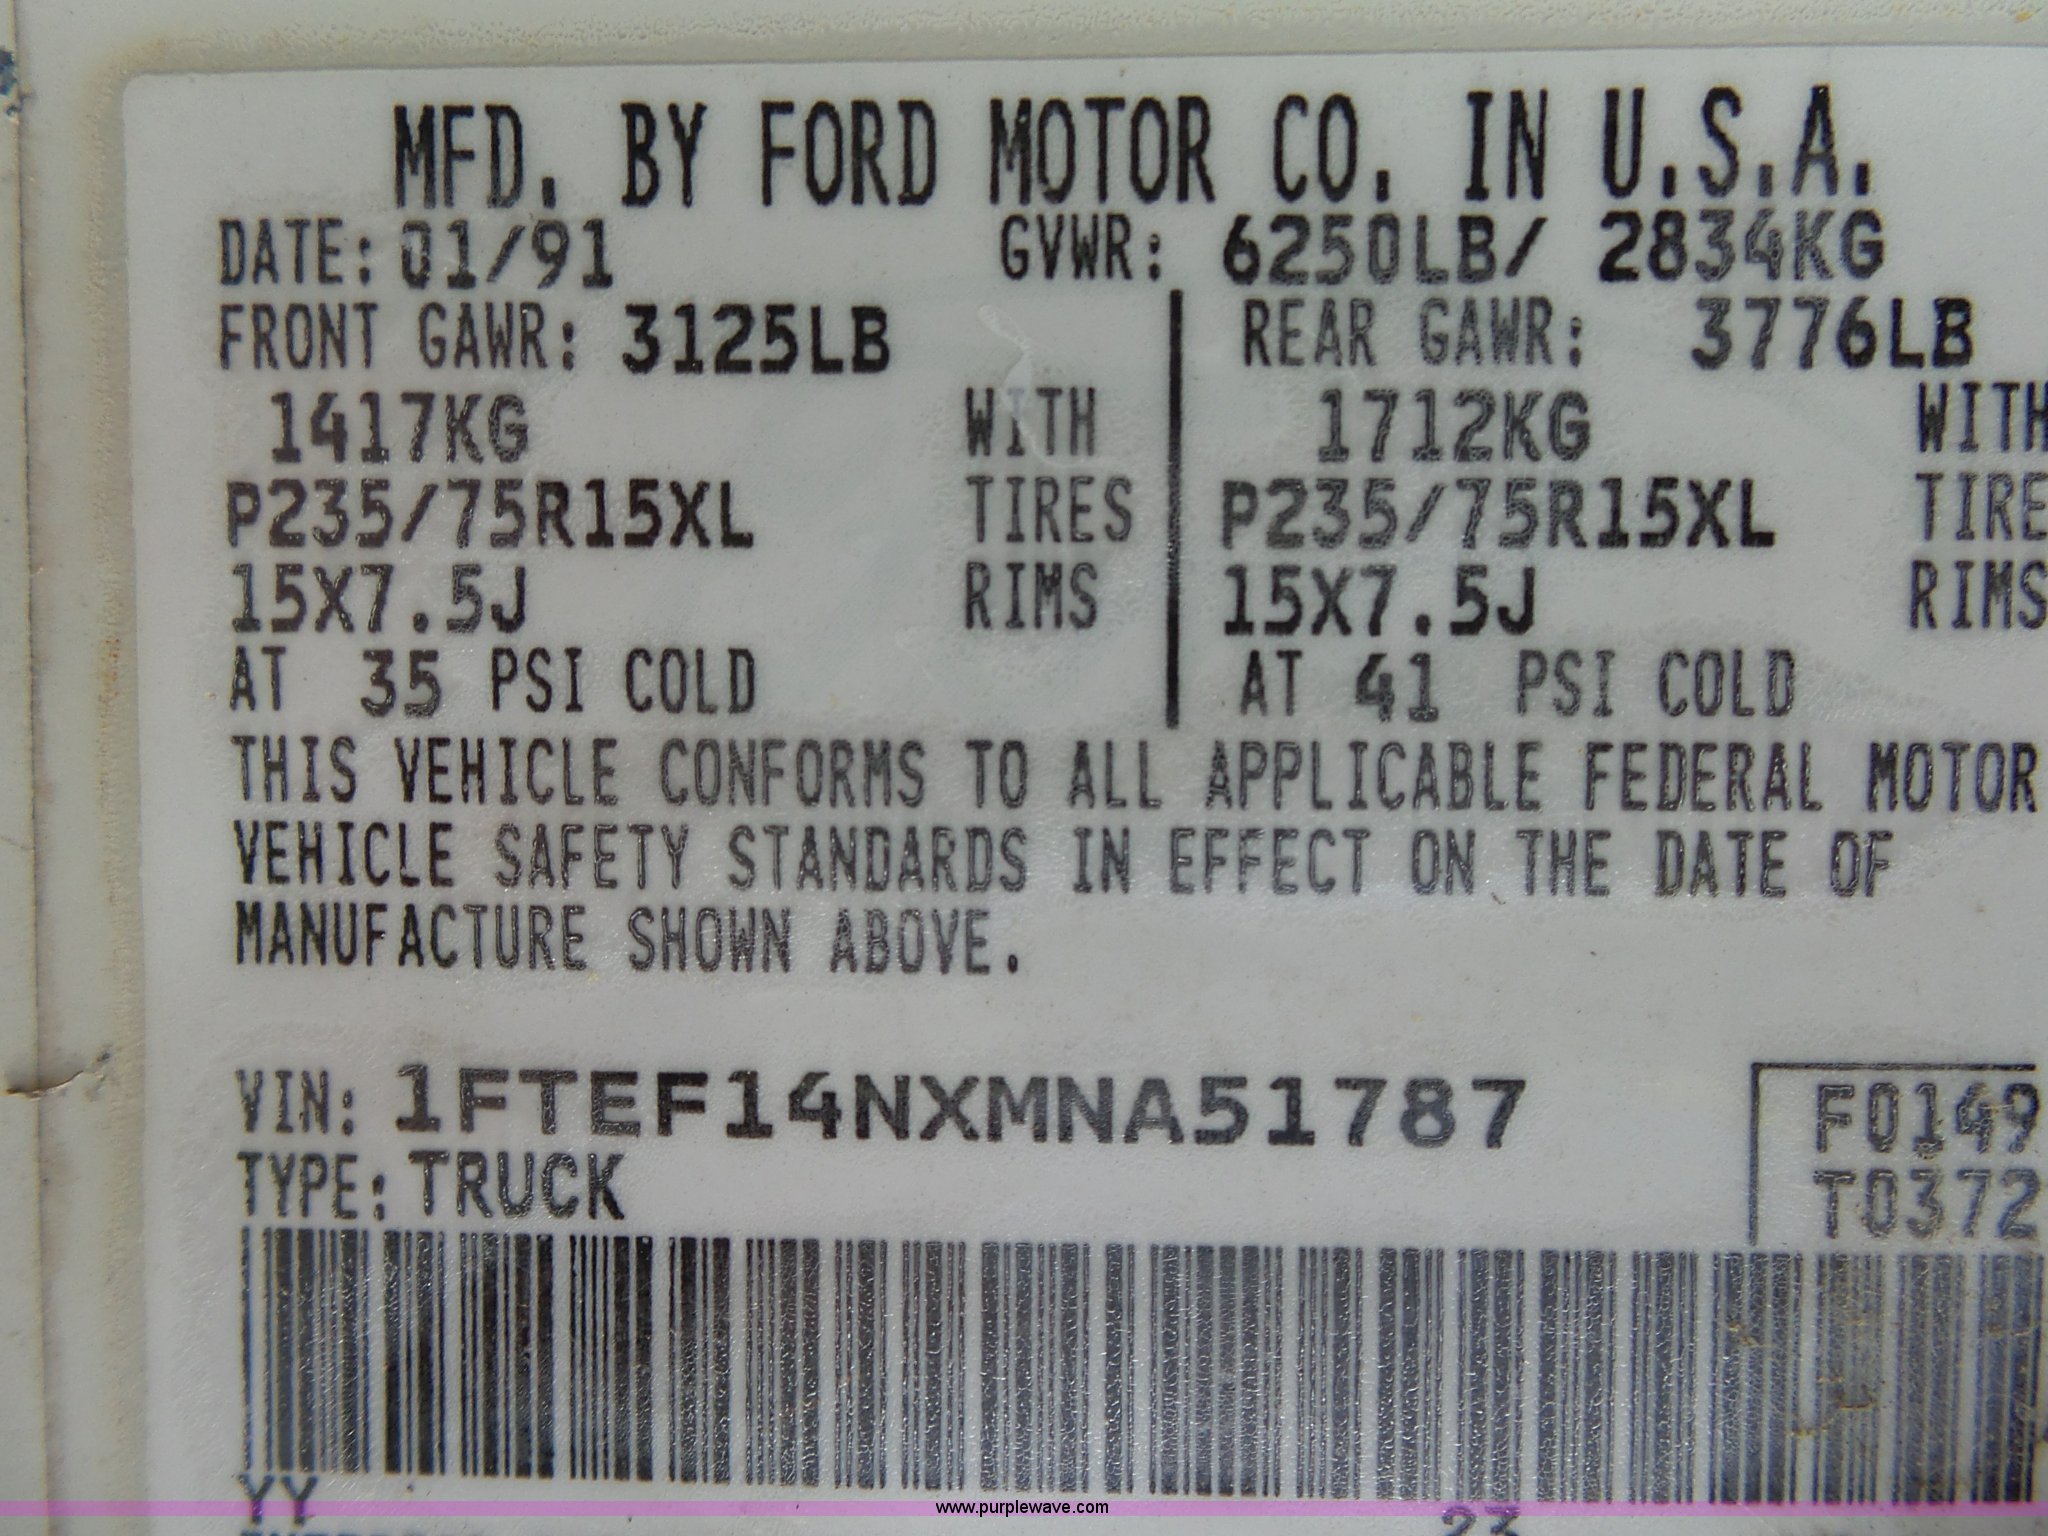 MFD. BY FORD MOTOR CO. IN U.S.A.
DATE: 01/91 GVWR: 6250LB/ 2834KG
FRONT GAWR: 3125LB REAR GAWR: 3776LB
1417KG WITH 1712KG WITH
P235/75R15XL TIRES P235/75R15XL TIRE
15X7.5J RIMS 15X7.5J RIMS
AT 35 PSI COLD AT 41 PSI COLD
THIS VEHICLE CONFORMS TO ALL APPLICABLE FEDERAL MOTOR
VEHICLE SAFETY STANDARDS IN EFFECT ON THE DATE OF
MANUFACTURE SHOWN ABOVE.
VIN: 1FTEF14NXMNA51787 F0149
TYPE: TRUCK T0372
YY
www.purplewave.com
23